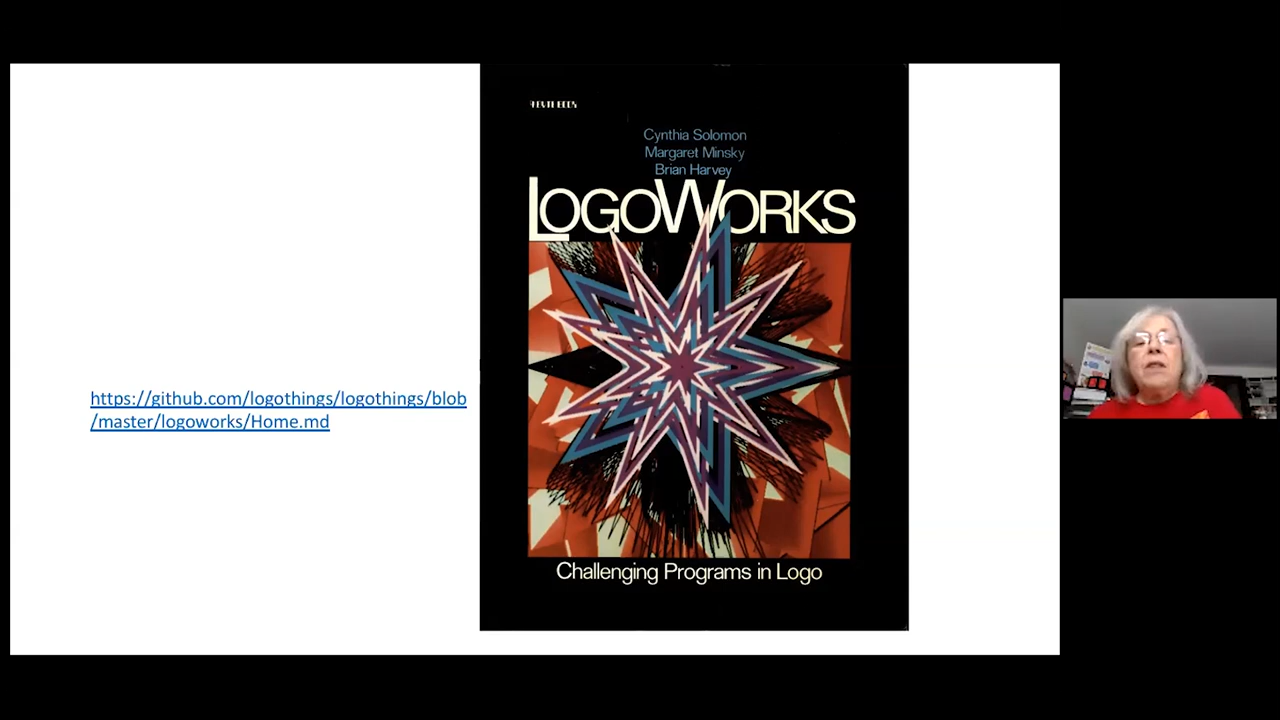 Cynthia Solomon
Margaret Minsky
Brian Harvey
LOGOWORKS
https://github.com/logothings/logothings/blob
/master/logoworks/Home.md
Challenging Programs in Logo